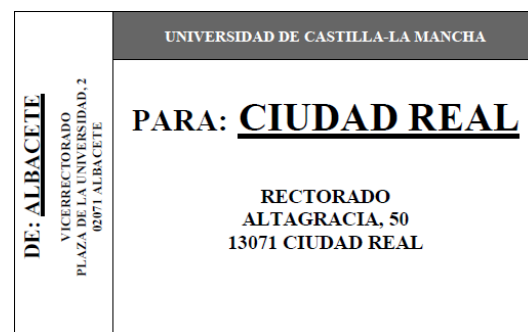 UNIVERSIDAD DE CASTILLA-LA MANCHA
DE: ALBACETE
VICERRECTORADO
PLAZA DE LA UNIVERSIDAD, 2
02071 ALBACETE
PARA: CIUDAD REAL
RECTORADO
ALTAGRACIA, 50
13071 CIUDAD REAL